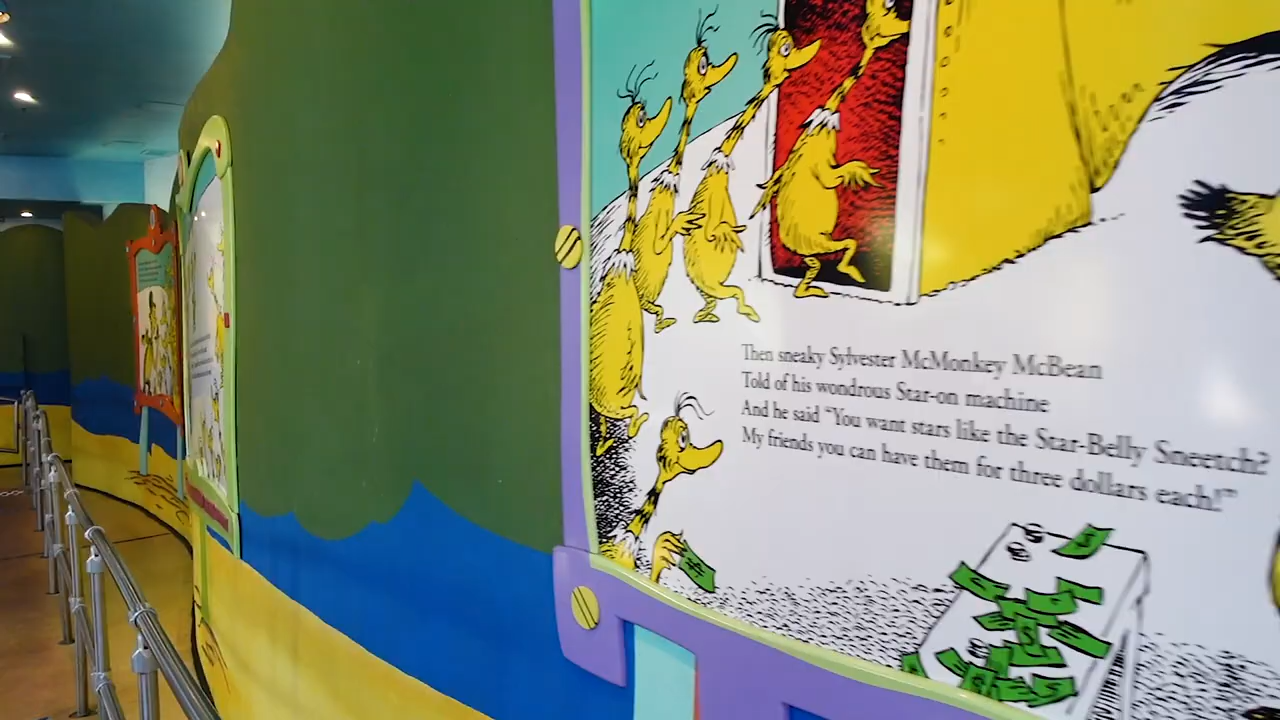 Then sneaky Sylvester McMonkey McBean
Told of his wondrous Star-on machine
And he said "You want stars like the Star-Belly Sneetch?
My friends you can have them for three dollars each!"